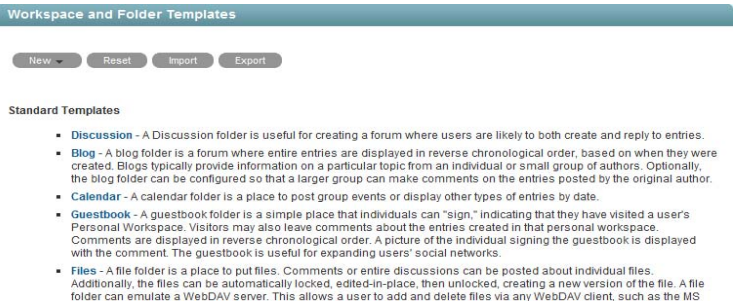 Workspace and Folder Templates
New Reset Import Export
Standard Templates
Discussion - A Discussion folder is useful for creating a forum where users are likely to both create and reply to entries.
Blog - A blog folder is a forum where entire entries are displayed in reverse chronological order, based on when they were
created. Blogs typically provide information on a particular topic from an individual or small group of authors. Optionally,
the blog folder can be configured so that a larger group can make comments on the entries posted by the original author.
Calendar - A calendar folder is a place to post group events or display other types of entries by date.
Guestbook - A guestbook folder is a simple place that individuals can "sign," indicating that they have visited a user's
Personal Workspace. Visitors may also leave comments about the entries created in that personal workspace.
Comments are displayed in reverse chronological order. A picture of the individual signing the guestbook is displayed
with the comment. The guestbook is useful for expanding users' social networks.
Files - A file folder is a place to put files. Comments or entire discussions can be posted about individual files.
Additionally, the files can be automatically locked, edited-in-place, then unlocked, creating a new version of the file. A file
folder can emulate a WebDAV server. This allows a user to add and delete files via any WebDAV client, such as the MS